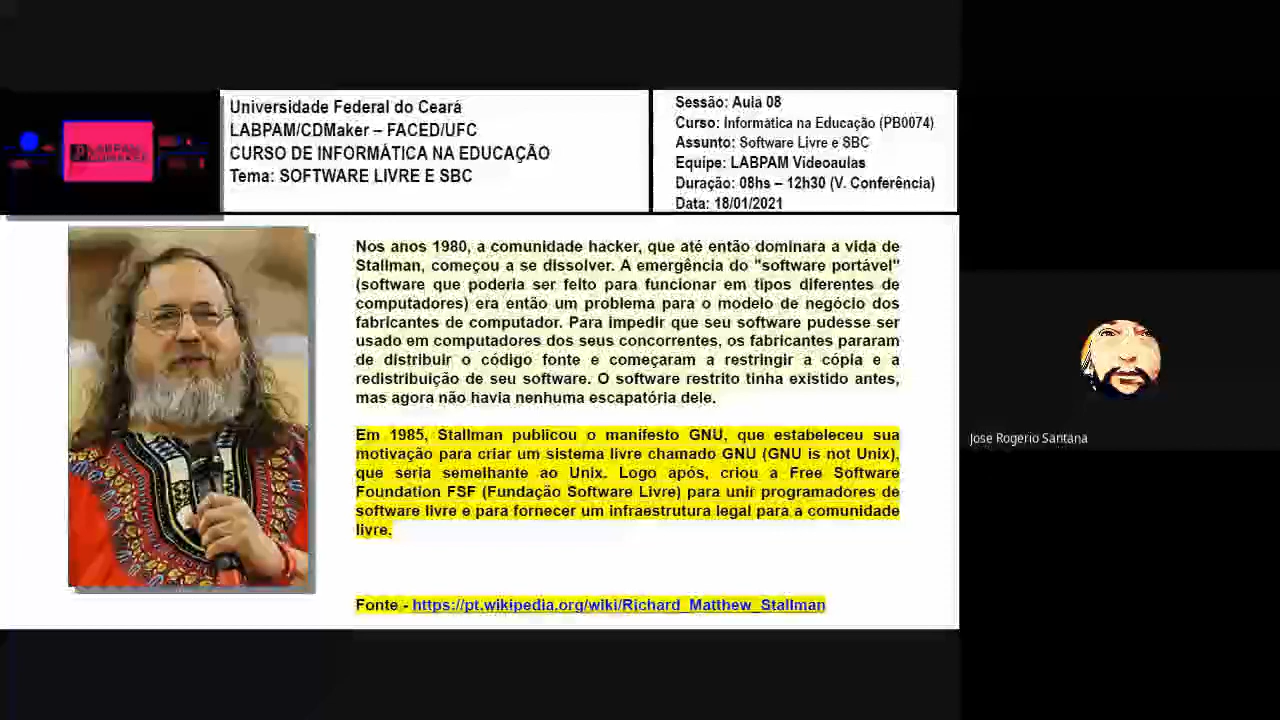 Universidade Federal do Ceará
LABPAM/CDMaker – FACED/UFC
CURSO DE INFORMÁTICA NA EDUCAÇÃO
Tema: SOFTWARE LIVRE E SBC
Sessão: Aula 08
Curso: Informática na Educação (PB0074)
Assunto: Software Livre e SBC
Equipe: LABPAM Videoaulas
Duração: 08hs – 12h30 (V. Conferência)
Data: 18/01/2021
Nos anos 1980, a comunidade hacker, que até então dominara a vida de
Stallman, começou a se dissolver. A emergência do "software portável"
(software que poderia ser feito para funcionar em tipos diferentes de
computadores) era então um problema para o modelo de negócio dos
fabricantes de computador. Para impedir que seu software pudesse ser
usado em computadores dos seus concorrentes, os fabricantes pararam
de distribuir o código fonte e começaram a restringir a cópia e a
redistribuição de seu software. O software restrito tinha existido antes,
mas agora não havia nenhuma escapatória dele.
Em 1985, Stallman publicou o manifesto GNU, que estabeleceu sua
motivação para criar um sistema livre chamado GNU (GNU is not Unix),
que seria semelhante ao Unix. Logo após, criou a Free Software
Foundation FSF (Fundação Software Livre) para unir programadores de
software livre e para fornecer um infraestrutura legal para a comunidade
livre.
Fonte - https://pt.wikipedia.org/wiki/Richard_Matthew_Stallman
Jose Rogerio Santana